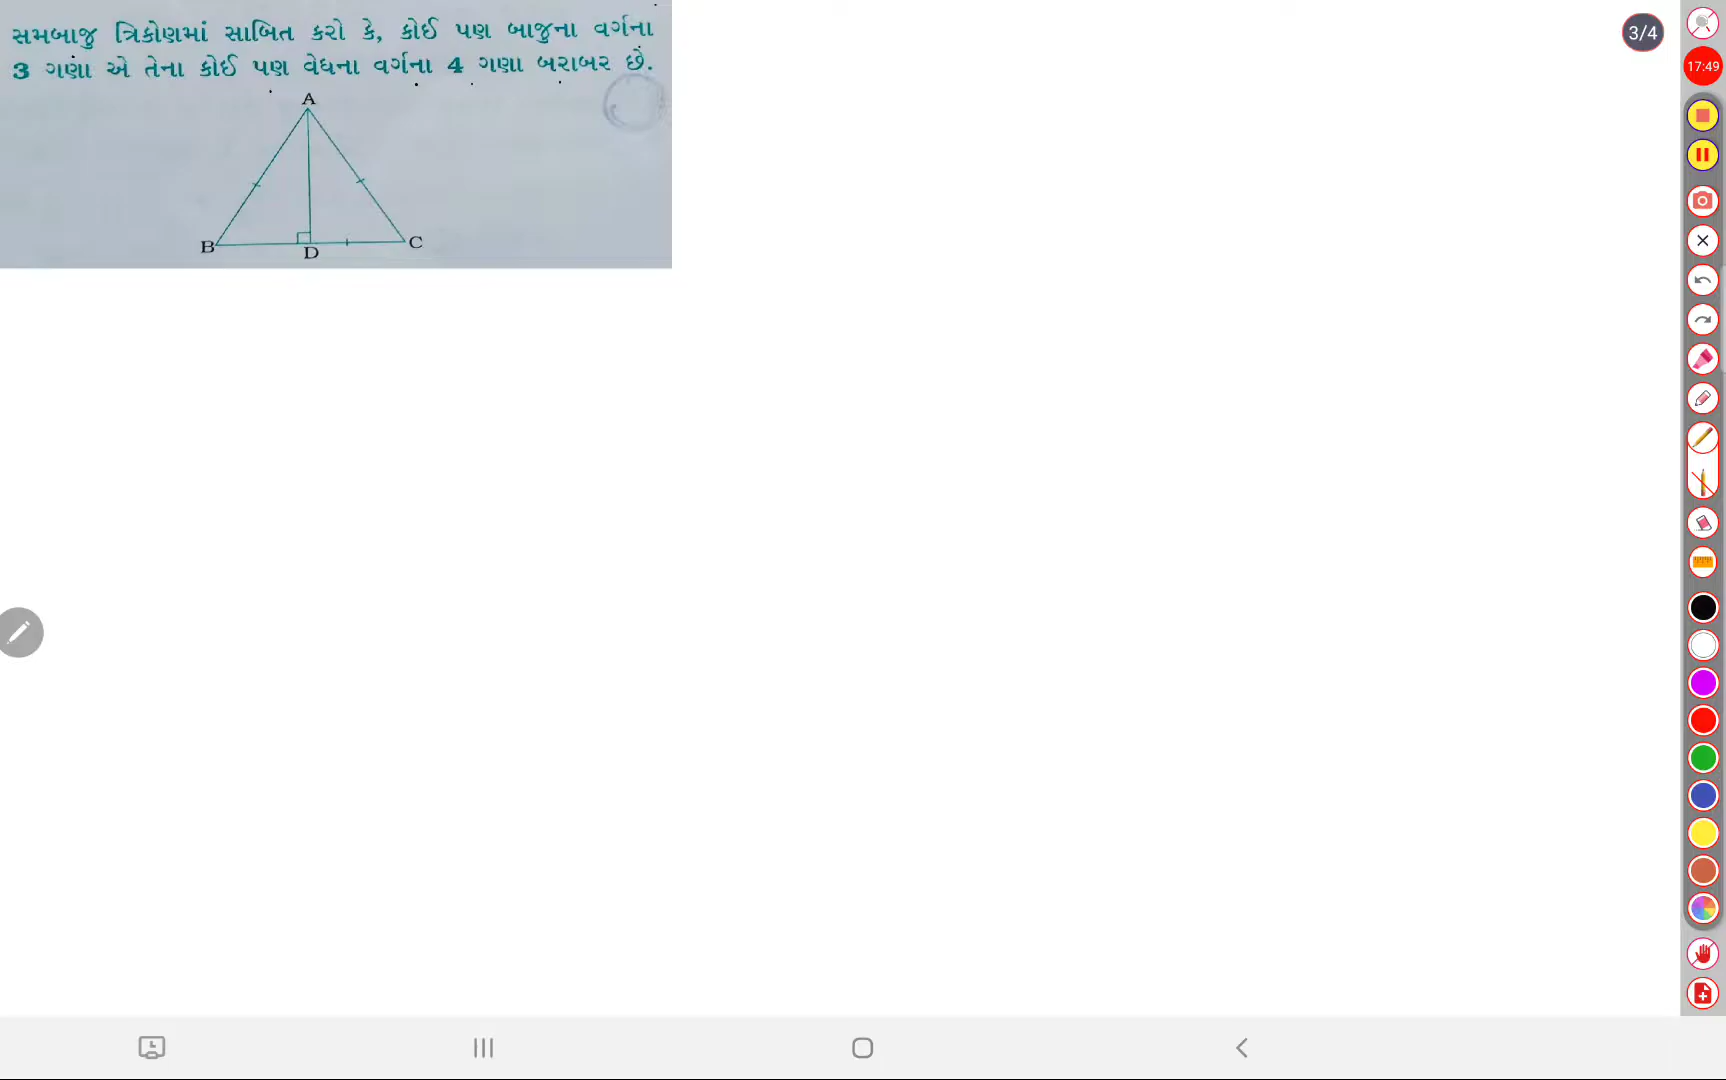 સમબાજુ ત્રિકોણમાં સાબિત કરો કે, કોઈ પણ બાજુના વર્ગના
3 ગણા એ તેના કોઈ પણ વેધના વર્ગના 4 ગણા બરાબર છે.
A
B
D
C
3/4
17:49